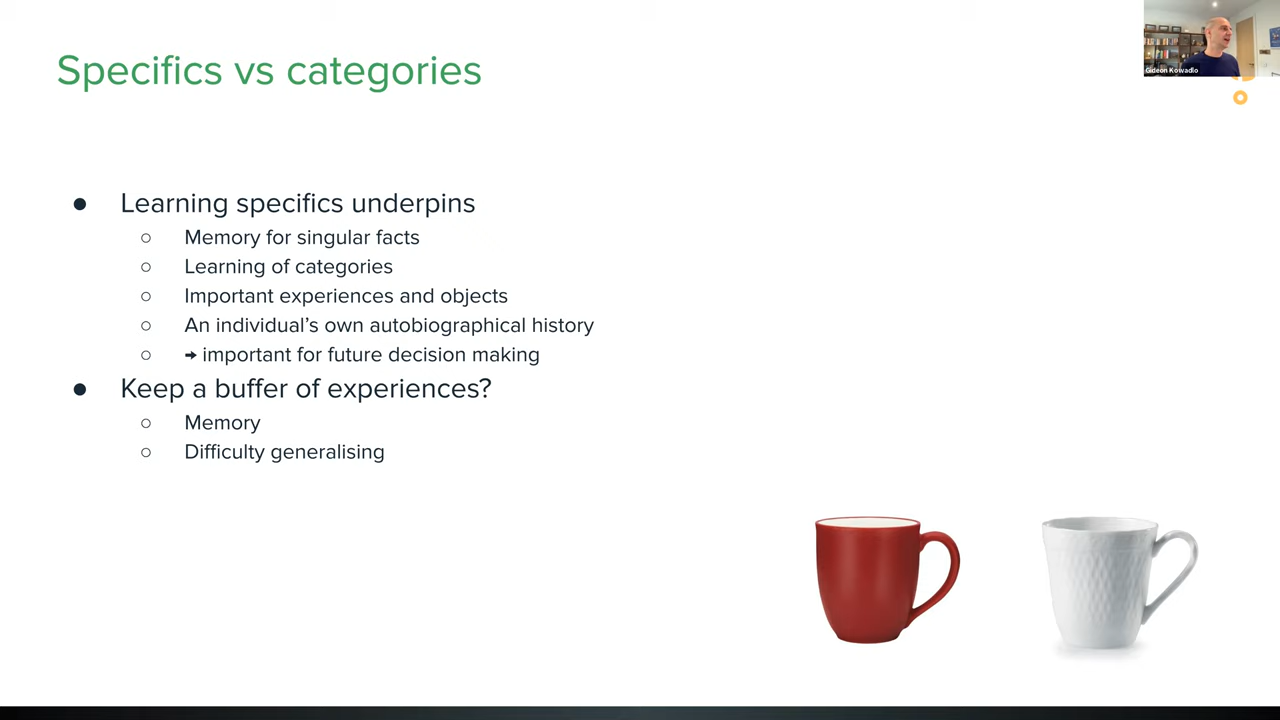 Specifics vs categories
Gideon Kowadlo
● Learning specifics underpins
○ Memory for singular facts
○ Learning of categories
○ Important experiences and objects
○ An individual’s own autobiographical history
○ → important for future decision making
● Keep a buffer of experiences?
○ Memory
○ Difficulty generalising